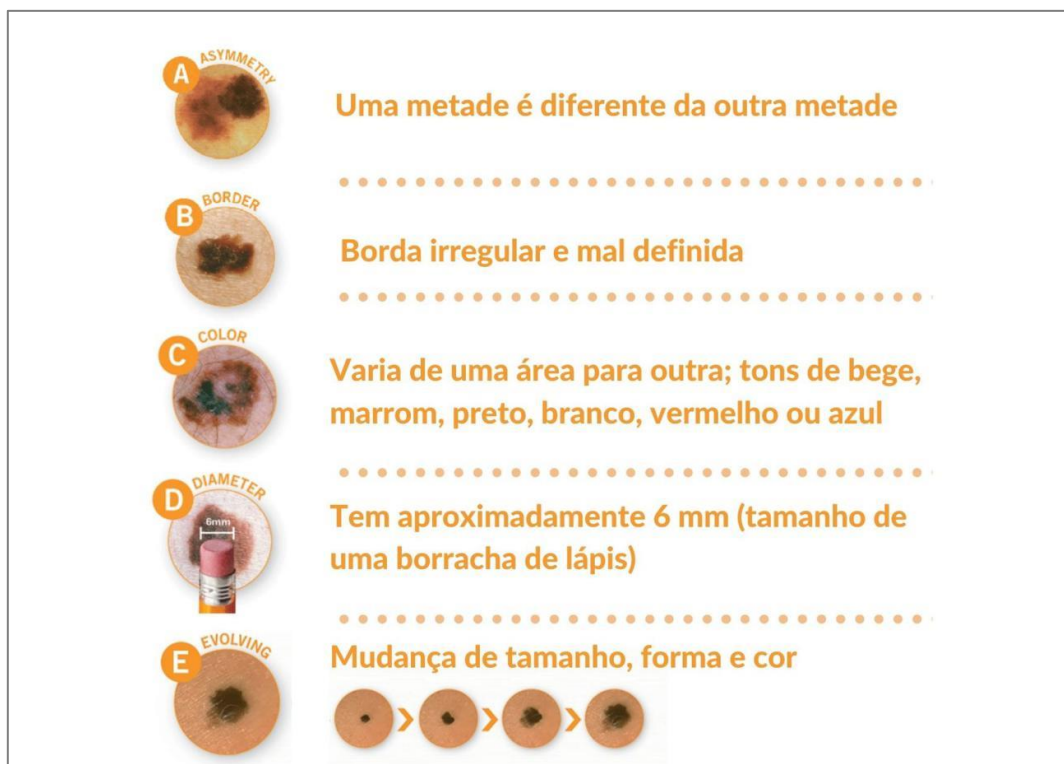 A ASYMMETRY
Uma metade é diferente da outra metade
B BORDER
Borda irregular e mal definida
C COLOR
Varia de uma área para outra; tons de bege,
marrom, preto, branco, vermelho ou azul
D DIAMETER
6mm
Tem aproximadamente 6 mm (tamanho de
uma borracha de lápis)
E EVOLVING
Mudança de tamanho, forma e cor